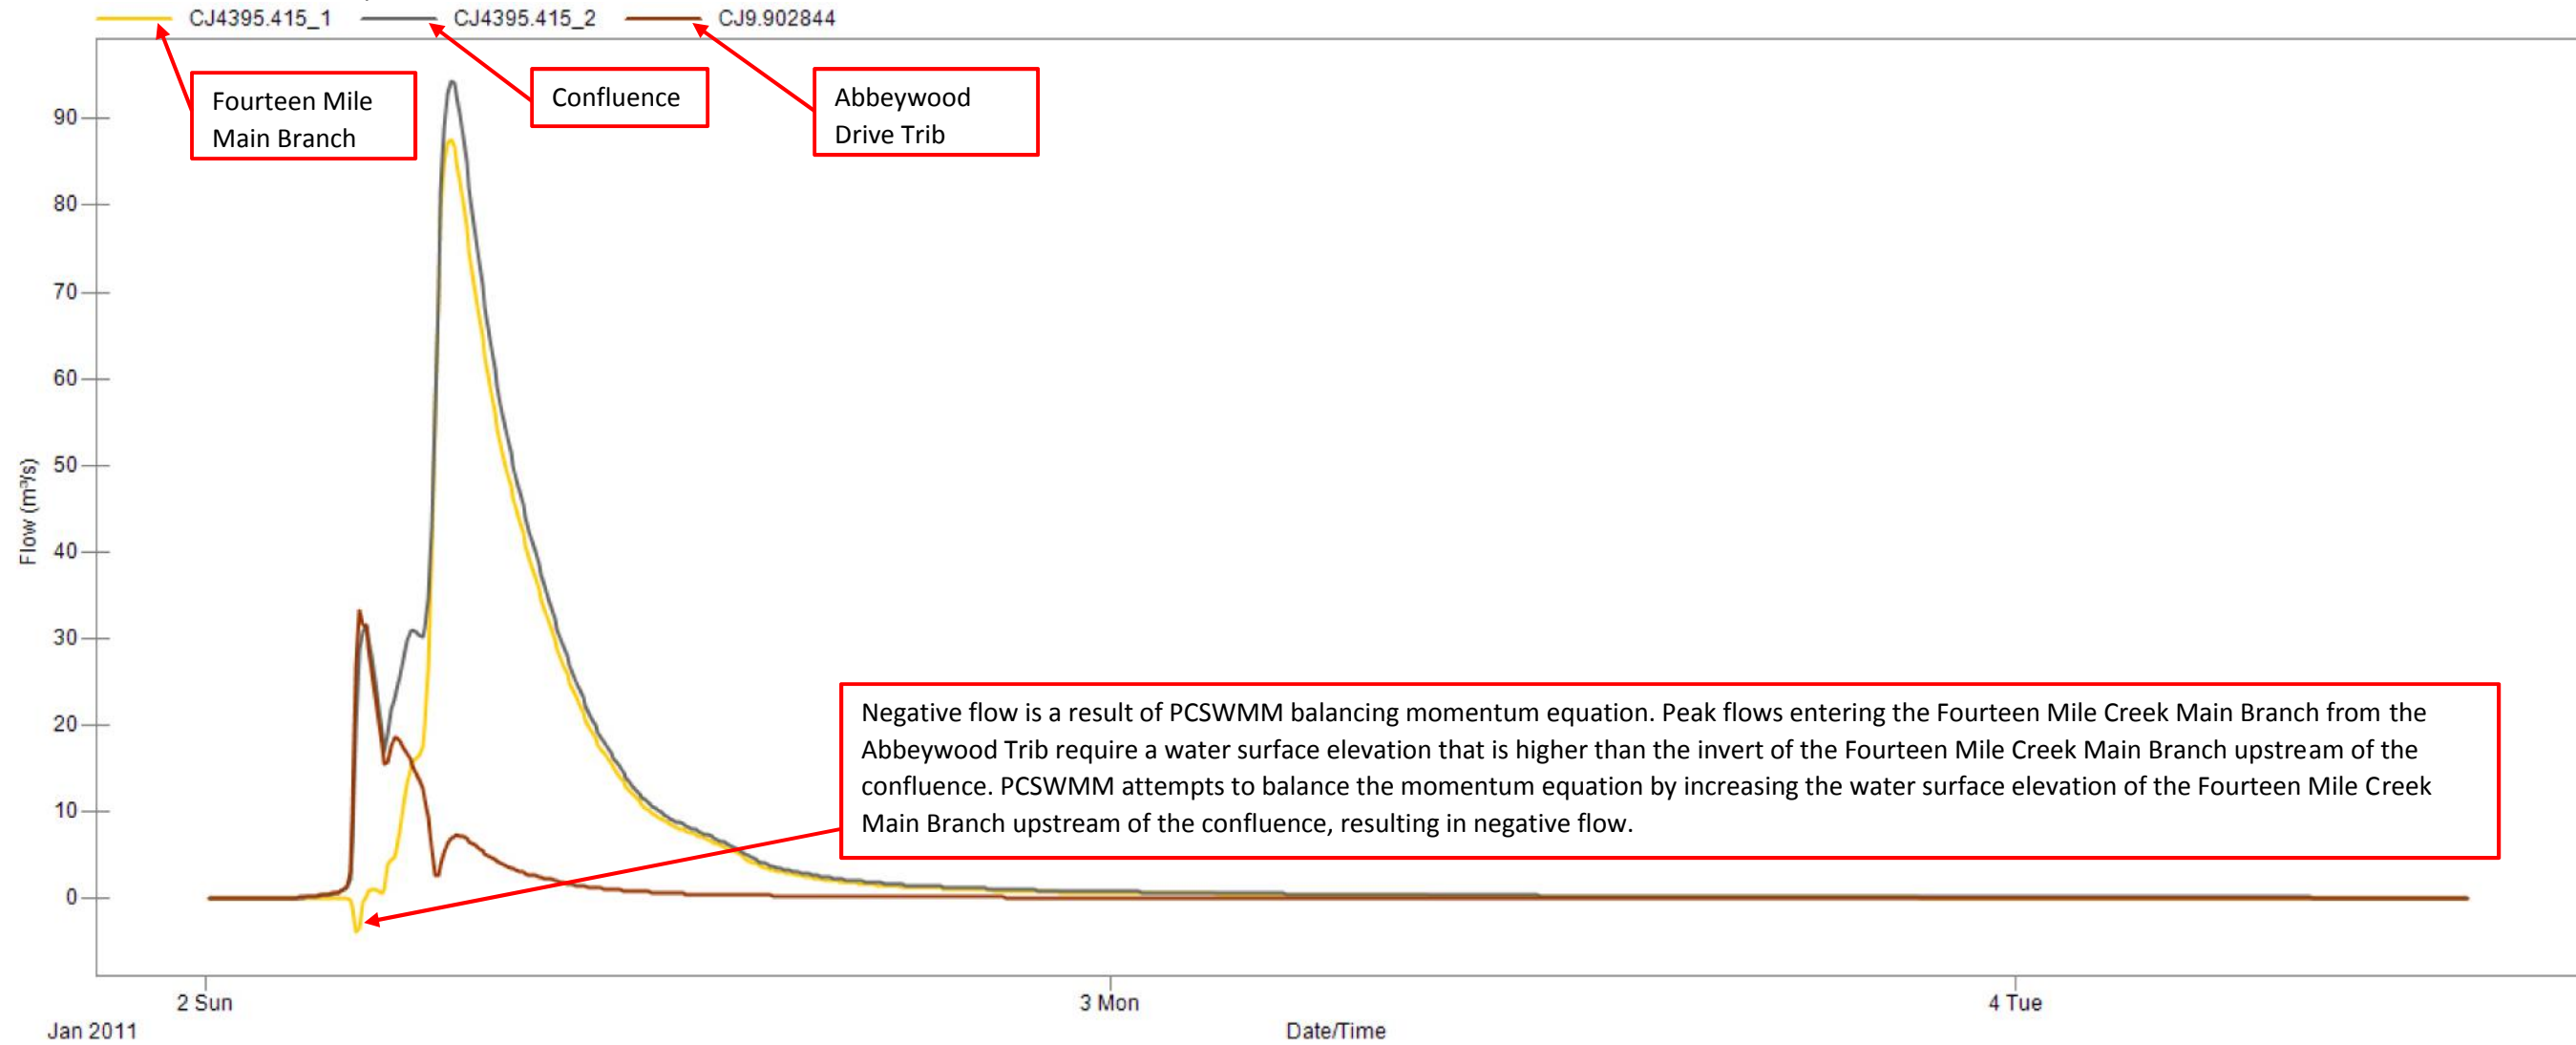 CJ4395.415_1 CJ4395.415_2 CJ9.902844
Fourteen Mile
Main Branch
Confluence
Abbeywood
Drive Trib
90
80
70
60
50
40
30
20
10
0
Flow (m³/s)
Negative flow is a result of PCSWMM balancing momentum equation. Peak flows entering the Fourteen Mile Creek Main Branch from the
Abbeywood Trib require a water surface elevation that is higher than the invert of the Fourteen Mile Creek Main Branch upstream of the
confluence. PCSWMM attempts to balance the momentum equation by increasing the water surface elevation of the Fourteen Mile Creek
Main Branch upstream of the confluence, resulting in negative flow.
2 Sun 3 Mon 4 Tue
Jan 2011 Date/Time